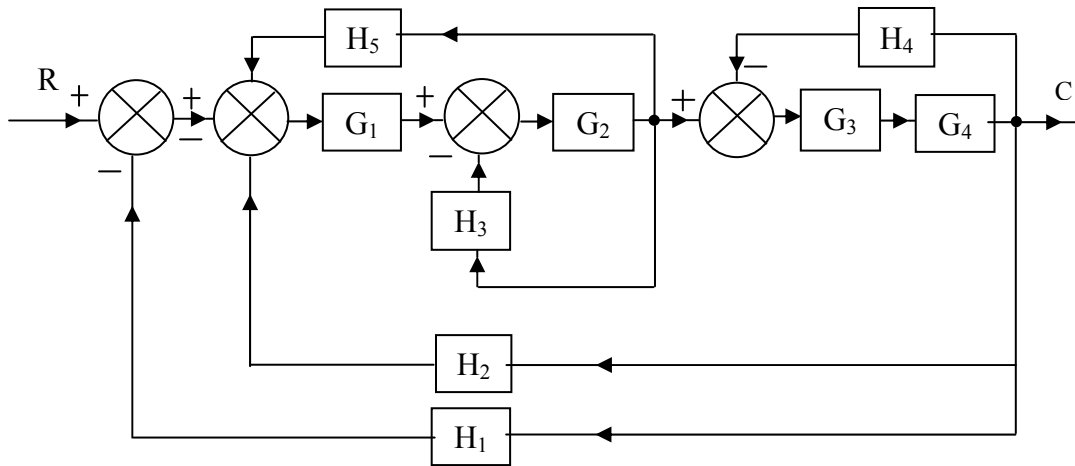 H₅
H₄
R + + + + C
G₁ G₂ G₃ G₄
− − − −
H₃
H₂
H₁